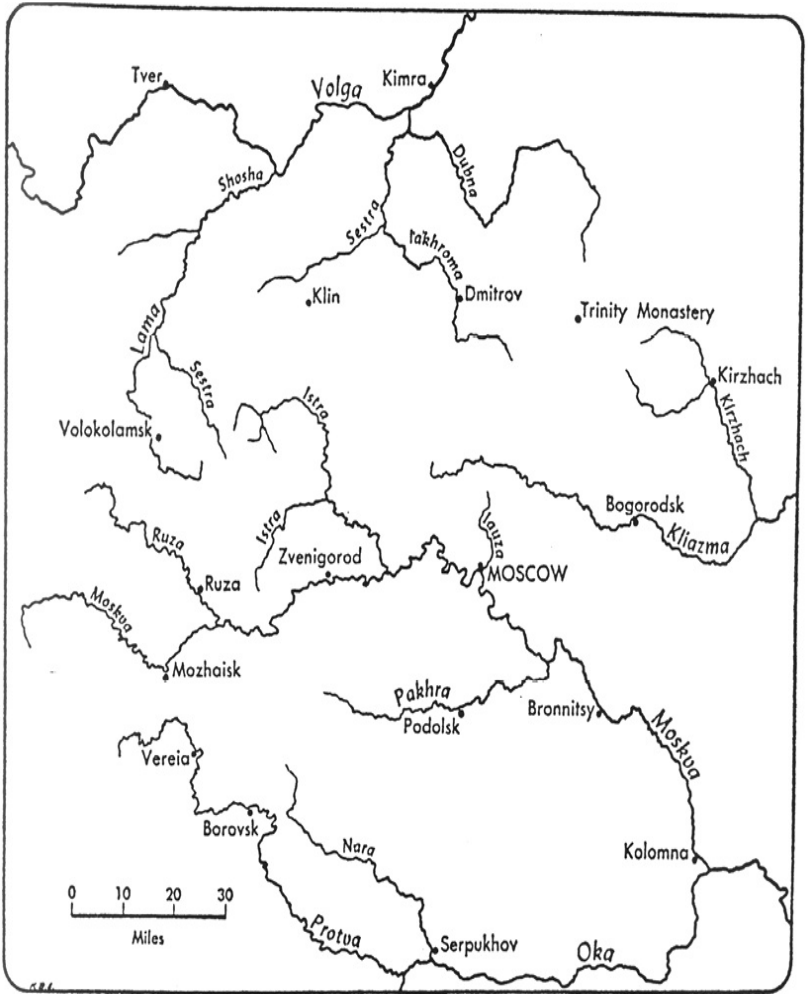 Tver
Kimra
Volga
Shosha
Dubna
Sestra
Iakhroma
Klin
Dmitrov
Trinity Monastery
Lama
Sestra
Kirzhach
Kirzhach
Istra
Volokolamsk
Bogorodsk
Kliazma
Ruza
Istra
Iauza
Zvenigorod
MOSCOW
Ruza
Moskva
Mozhaisk
Pakhra
Podolsk
Bronnitsy
Moskva
Vereia
Borovsk
Nara
Kolomna
0 10 20 30
Miles
Protva
Serpukhov
Oka